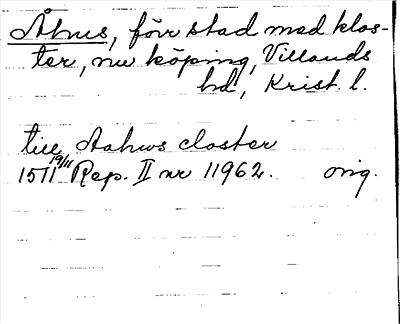 Åhus, förr stad med klos-
ter, nu köping, Villands
hd, Krist. l.
till Aahws closter
1511 19/11 Rep. II nr 11962. orig.